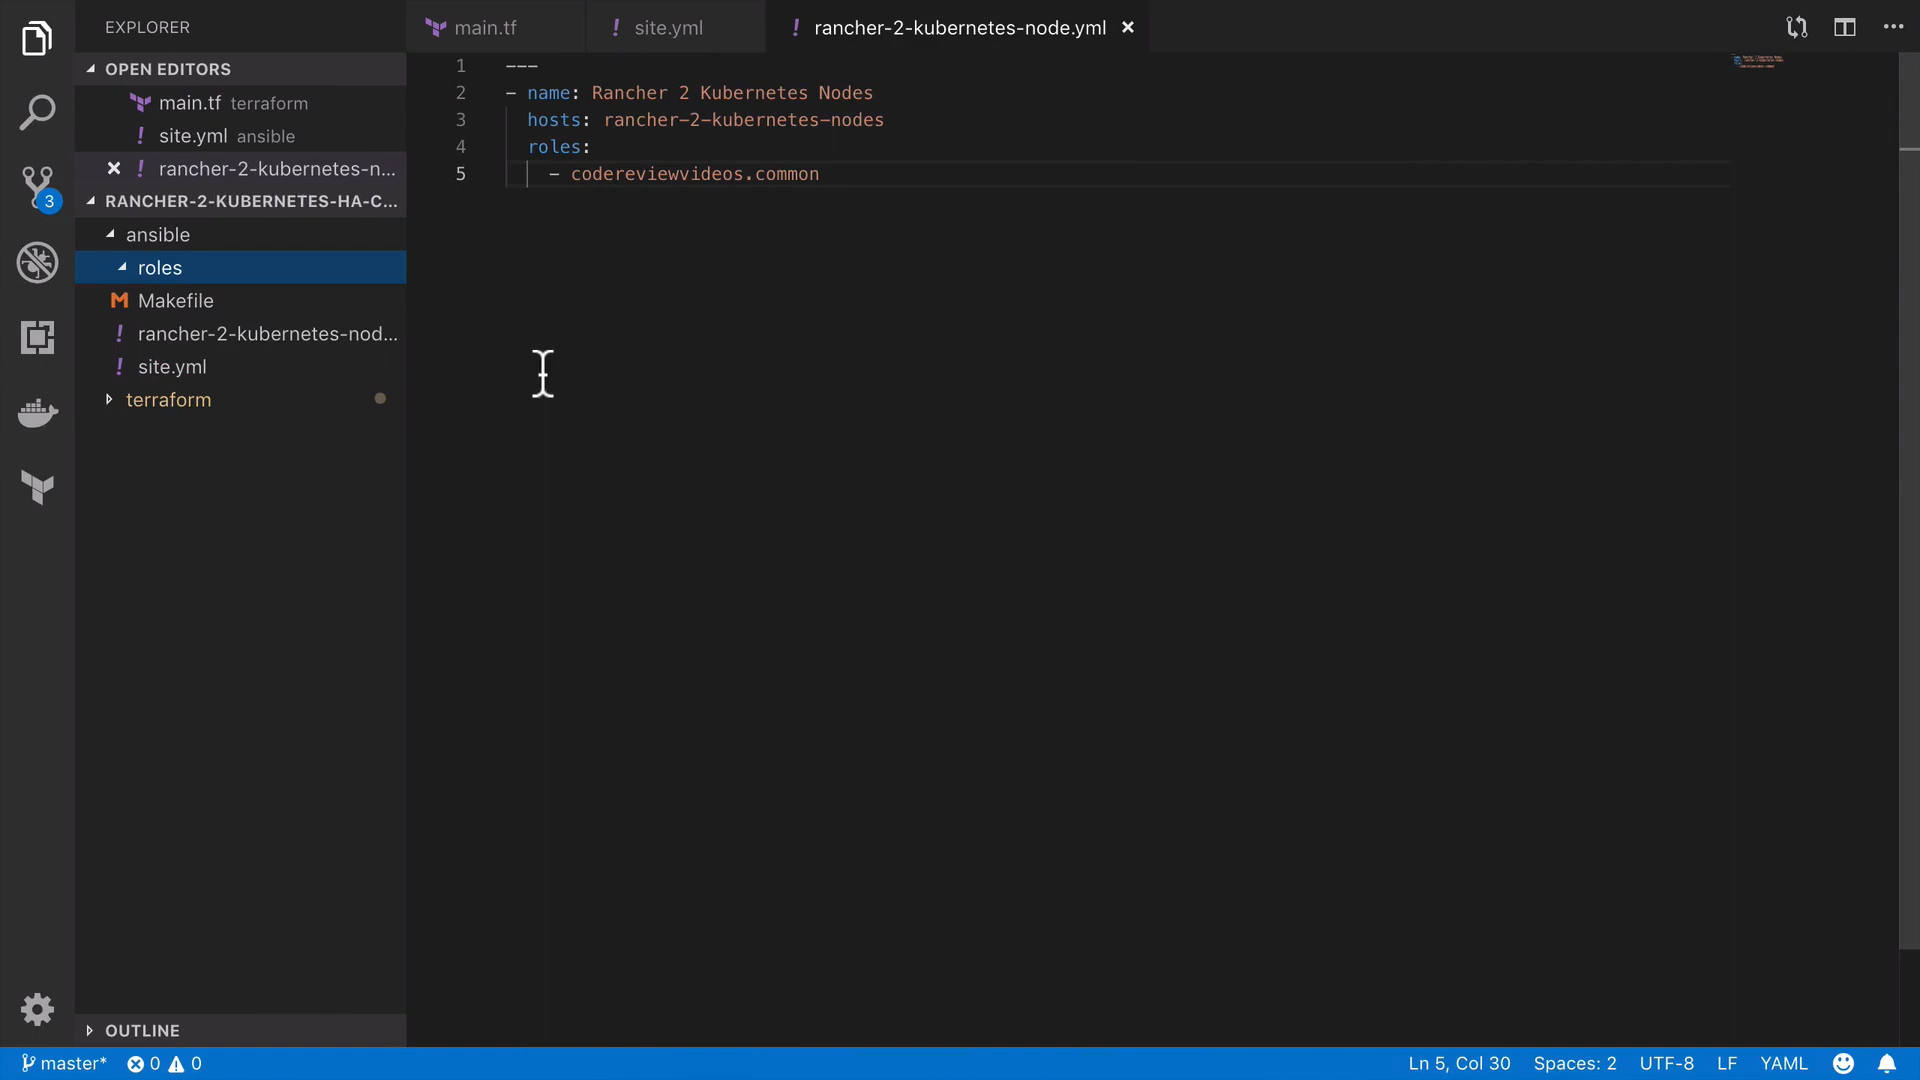 EXPLORER
OPEN EDITORS
main.tf terraform
site.yml ansible
rancher-2-kubernetes-n...
RANCHER-2-KUBERNETES-HA-C...
ansible
roles
M Makefile
rancher-2-kubernetes-nod...
site.yml
terraform
3
OUTLINE
main.tf
! site.yml
! rancher-2-kubernetes-node.yml
1 ---
2 - name: Rancher 2 Kubernetes Nodes
3 hosts: rancher-2-kubernetes-nodes
4 roles:
5 - codereviewvideos.common
master* 0 0
Ln 5, Col 30 Spaces: 2 UTF-8 LF YAML